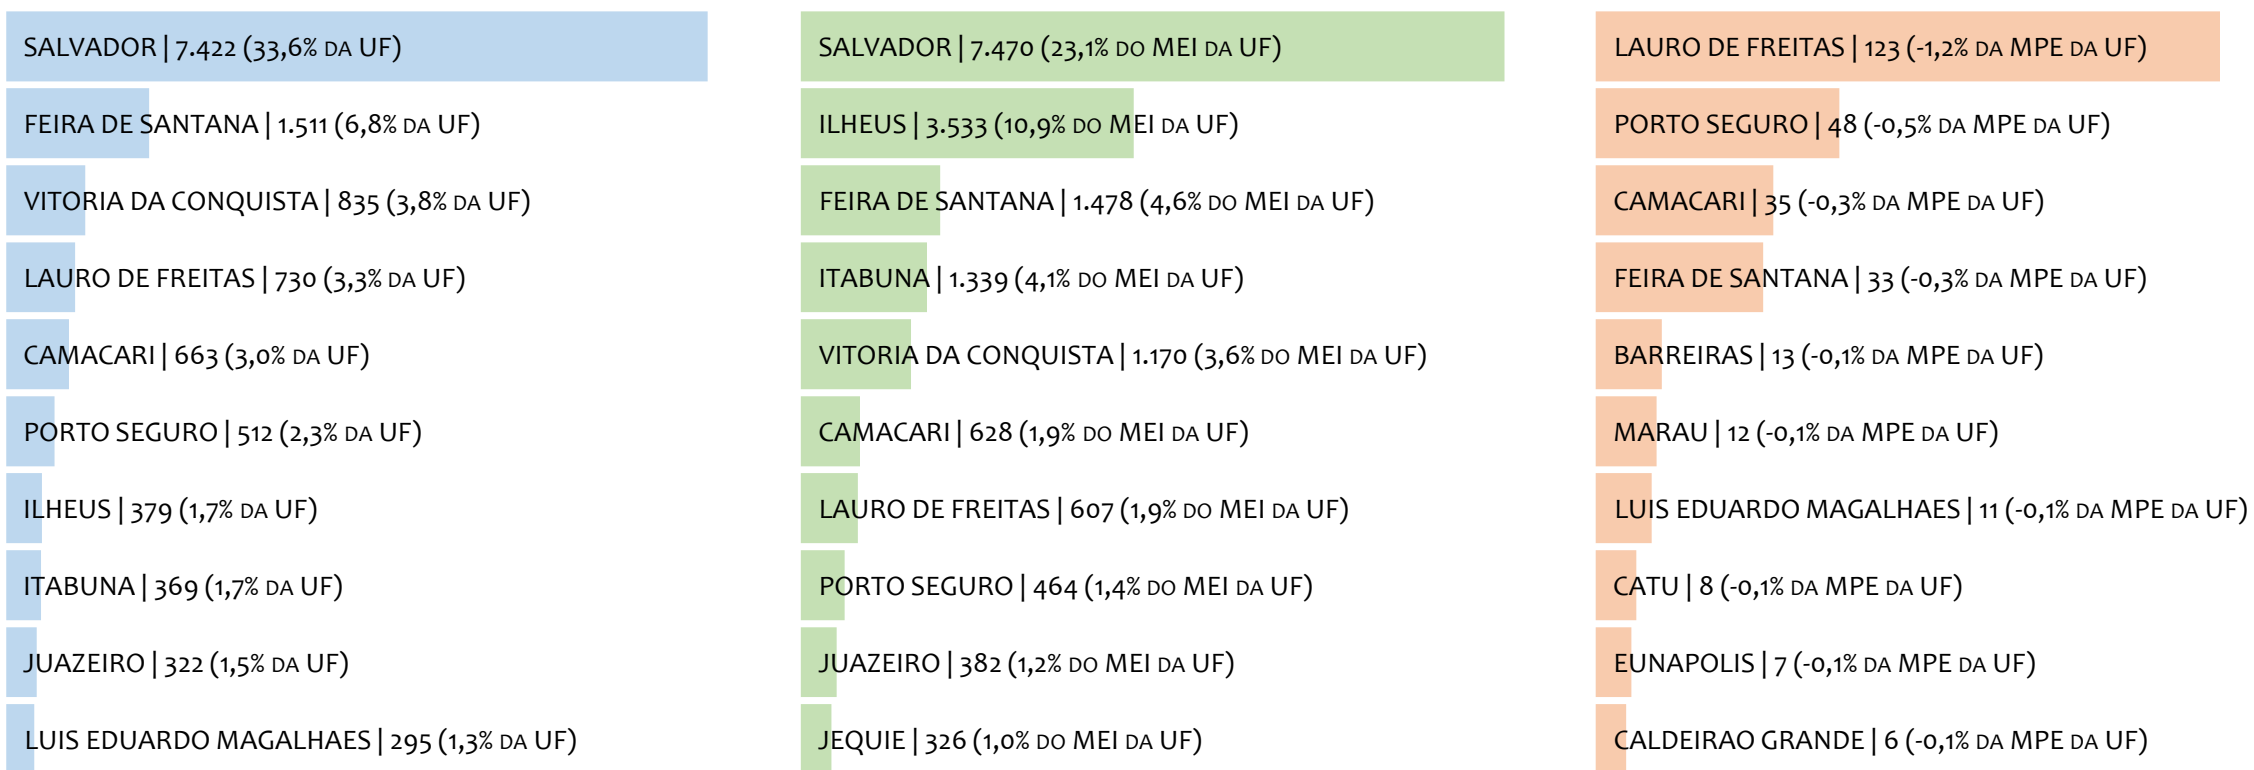 SALVADOR | 7.422 (33,6% DA UF)
FEIRA DE SANTANA | 1.511 (6,8% DA UF)
VITORIA DA CONQUISTA | 835 (3,8% DA UF)
LAURO DE FREITAS | 730 (3,3% DA UF)
CAMACARI | 663 (3,0% DA UF)
PORTO SEGURO | 512 (2,3% DA UF)
ILHEUS | 379 (1,7% DA UF)
ITABUNA | 369 (1,7% DA UF)
JUAZEIRO | 322 (1,5% DA UF)
LUIS EDUARDO MAGALHAES | 295 (1,3% DA UF)
SALVADOR | 7.470 (23,1% DO MEI DA UF)
ILHEUS | 3.533 (10,9% DO MEI DA UF)
FEIRA DE SANTANA | 1.478 (4,6% DO MEI DA UF)
ITABUNA | 1.339 (4,1% DO MEI DA UF)
VITORIA DA CONQUISTA | 1.170 (3,6% DO MEI DA UF)
CAMACARI | 628 (1,9% DO MEI DA UF)
LAURO DE FREITAS | 607 (1,9% DO MEI DA UF)
PORTO SEGURO | 464 (1,4% DO MEI DA UF)
JUAZEIRO | 382 (1,2% DO MEI DA UF)
JEQUIE | 326 (1,0% DO MEI DA UF)
LAURO DE FREITAS | 123 (-1,2% DA MPE DA UF)
PORTO SEGURO | 48 (-0,5% DA MPE DA UF)
CAMACARI | 35 (-0,3% DA MPE DA UF)
FEIRA DE SANTANA | 33 (-0,3% DA MPE DA UF)
BARREIRAS | 13 (-0,1% DA MPE DA UF)
MARAU | 12 (-0,1% DA MPE DA UF)
LUIS EDUARDO MAGALHAES | 11 (-0,1% DA MPE DA UF)
CATU | 8 (-0,1% DA MPE DA UF)
EUNAPOLIS | 7 (-0,1% DA MPE DA UF)
CALDEIRAO GRANDE | 6 (-0,1% DA MPE DA UF)